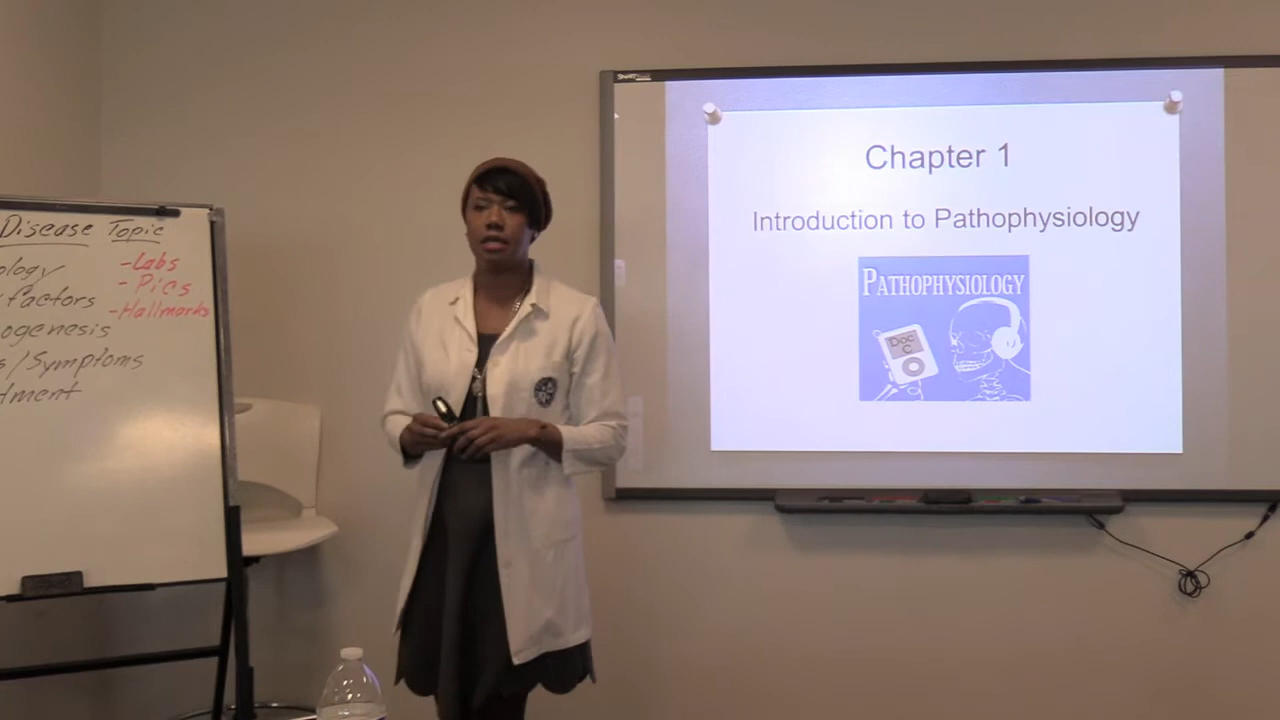 Disease Topic
ology
-Labs
factors
- Pics
ogenesis
-Hallmarks
s/Symptoms
tment
Chapter 1
Introduction to Pathophysiology
PATHOPHYSIOLOGY
Doc
C